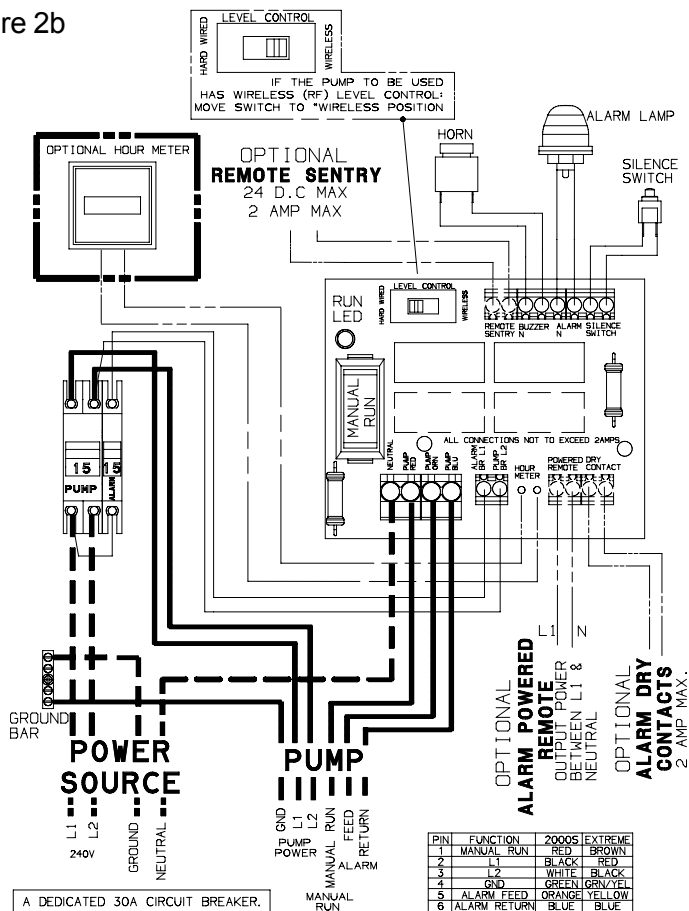 re 2b
LEVEL CONTROL
HARD WIRED
WIRELESS
IF THE PUMP TO BE USED
HAS WIRELESS (RF) LEVEL CONTROL:
MOVE SWITCH TO "WIRELESS POSITION
OPTIONAL HOUR METER
OPTIONAL
REMOTE SENTRY
24 D.C MAX
2 AMP MAX
HORN
ALARM LAMP
SILENCE
SWITCH
RUN
LED
LEVEL CONTROL
HARD WIRED
WIRELESS
REMOTE BUZZER ALARM SILENCE
SENTRY N N SWITCH
MANUAL
RUN
ALL CONNECTIONS NOT TO EXCEED 2AMPS
NEUTRAL
PUMP
RED
PUMP
GRN
PUMP
BLU
ALARM
BR L1
PUMP
BR L2
HOUR
METER
POWERED DRY
REMOTE CONTACT
15 15
PUMP
ALARM
L1 N
OPTIONAL
ALARM POWERED
REMOTE
OUTPUT POWER
BETWEEN L1 &
NEUTRAL
OPTIONAL
ALARM DRY
CONTACTS
2 AMP MAX.
GROUND
BAR
POWER
SOURCE
L1
L2
240V
GROUND
NEUTRAL
PUMP
GND
L1
L2
PUMP
POWER
MANUAL RUN
FEED
RETURN
ALARM
MANUAL
RUN
A DEDICATED 30A CIRCUIT BREAKER.
PIN FUNCTION 2000S EXTREME
1 MANUAL RUN RED BROWN
2 L1 BLACK RED
3 L2 WHITE BLACK
4 GND GREEN GRN/YEL
5 ALARM FEED ORANGE YELLOW
6 ALARM RETURN BLUE BLUE